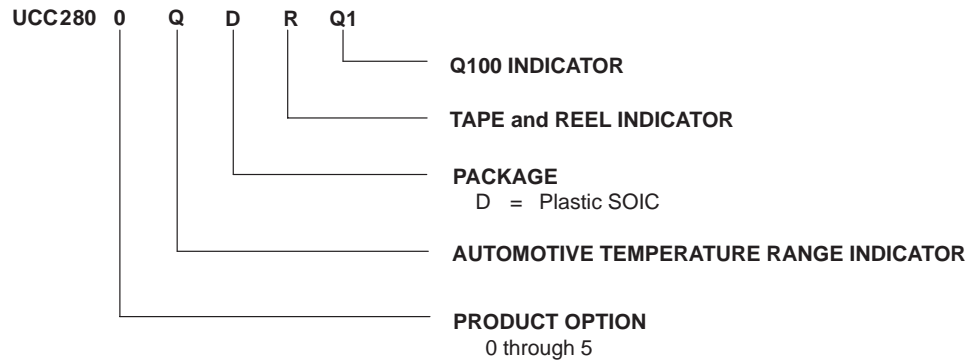 UCC280 0 Q D R Q1
Q100 INDICATOR
TAPE and REEL INDICATOR
PACKAGE
D = Plastic SOIC
AUTOMOTIVE TEMPERATURE RANGE INDICATOR
PRODUCT OPTION
0 through 5